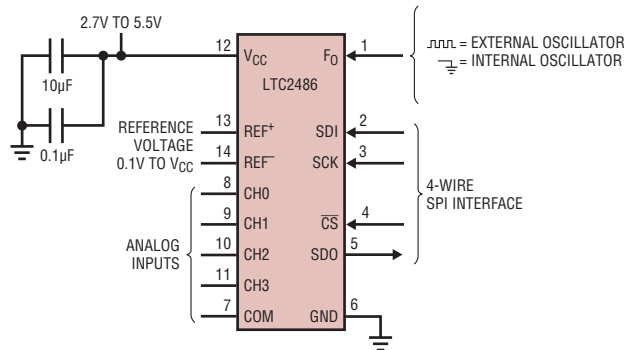 2.7V TO 5.5V
10µF
0.1µF
12
VCC
LTC2486
FO
1
= EXTERNAL OSCILLATOR
= INTERNAL OSCILLATOR
REFERENCE
VOLTAGE
0.1V TO VCC
13
REF+
14
REF–
SDI
2
SCK
3
CS
4
SDO
5
4-WIRE
SPI INTERFACE
ANALOG
INPUTS
8
CH0
9
CH1
10
CH2
11
CH3
7
COM
GND
6